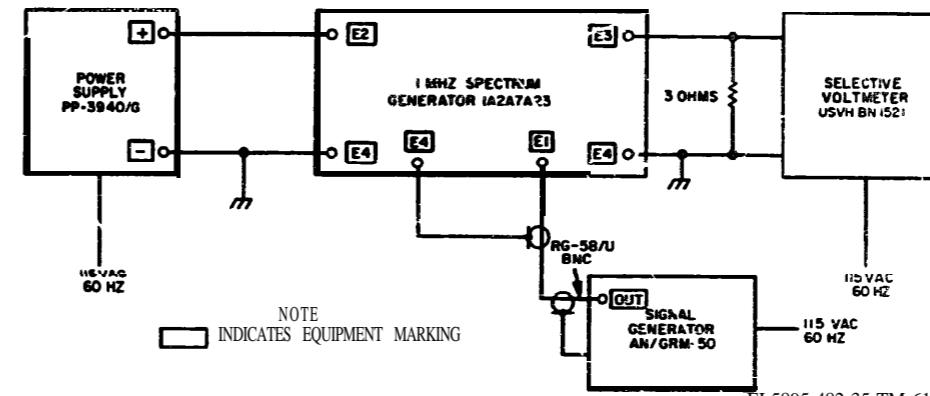 +
POWER
SUPPLY
PP-3940/G
-
60 HZ
E2
E3
1 MHZ SPECTRUM
GENERATOR 1A2A7A23
E4
E4
E1
E4
3 OHMS
SELECTIVE
VOLTMETER
USVH BN 1521
115 VAC
60 HZ
RG-58/U
BNC
OUT
SIGNAL
GENERATOR
AN/GRM-50
115 VAC
60 HZ
NOTE
INDICATES EQUIPMENT MARKING